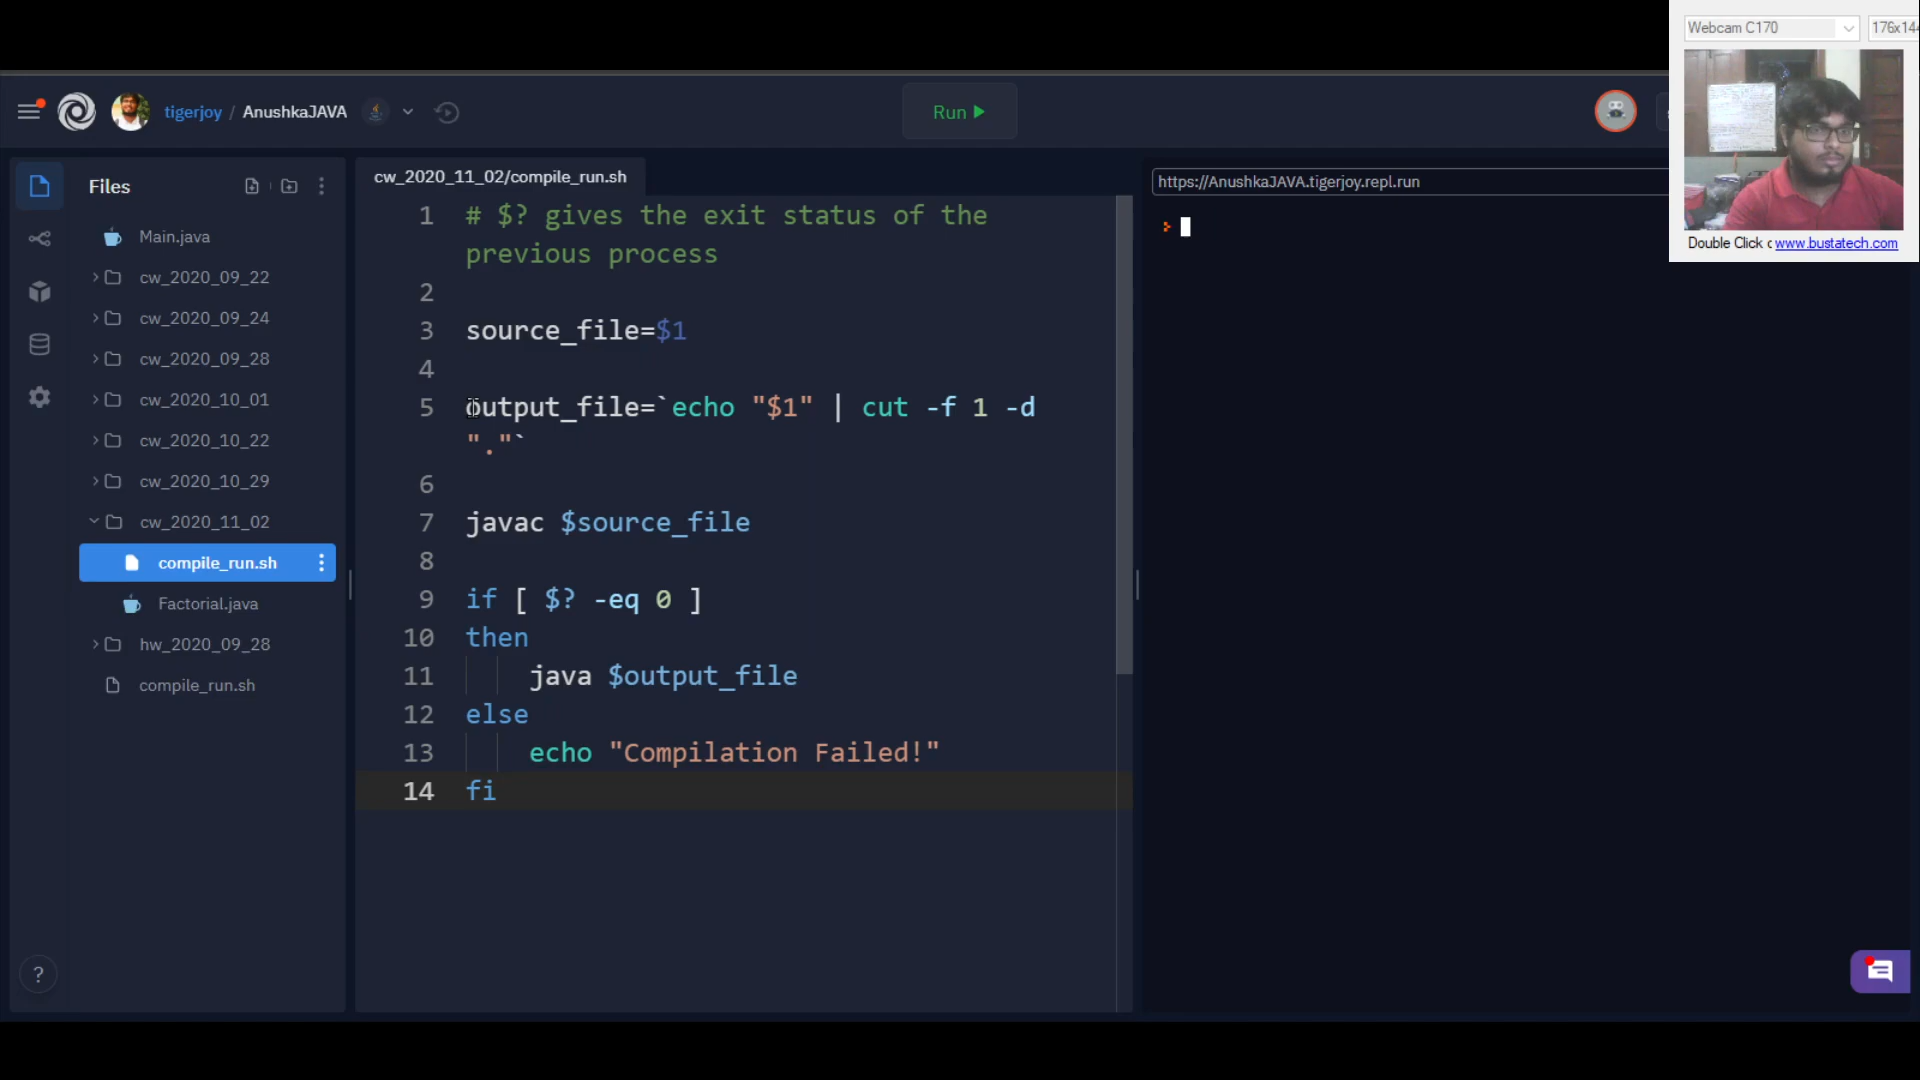 Webcam C170
176x144
tigerjoy / AnushkaJAVA
Run
Double Click
www.bustatech.com
Files
cw_2020_11_02/compile_run.sh
https://AnushkaJAVA.tigerjoy.repl.run
Main.java
cw_2020_09_22
cw_2020_09_24
cw_2020_09_28
cw_2020_10_01
cw_2020_10_22
cw_2020_10_29
cw_2020_11_02
compile_run.sh
Factorial.java
hw_2020_09_28
compile_run.sh
?
1 # $? gives the exit status of the
previous process
2
3 source_file=$1
4
5 output_file=`echo "$1" | cut -f 1 -d
"."`
6
7 javac $source_file
8
9 if [ $? -eq 0 ]
10 then
11 java $output_file
12 else
13 echo "Compilation Failed!"
14 fi